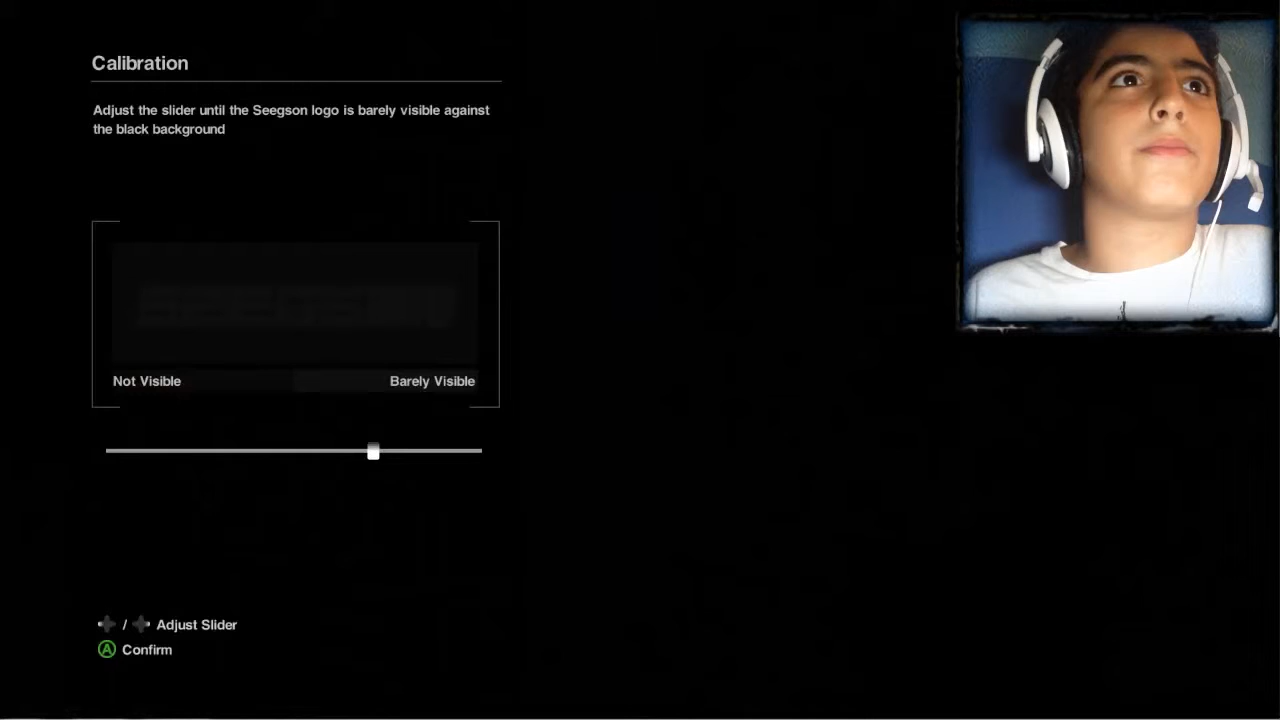 Calibration
Adjust the slider until the Seegson logo is barely visible against
the black background
Not Visible
Barely Visible
/ Adjust Slider
A Confirm